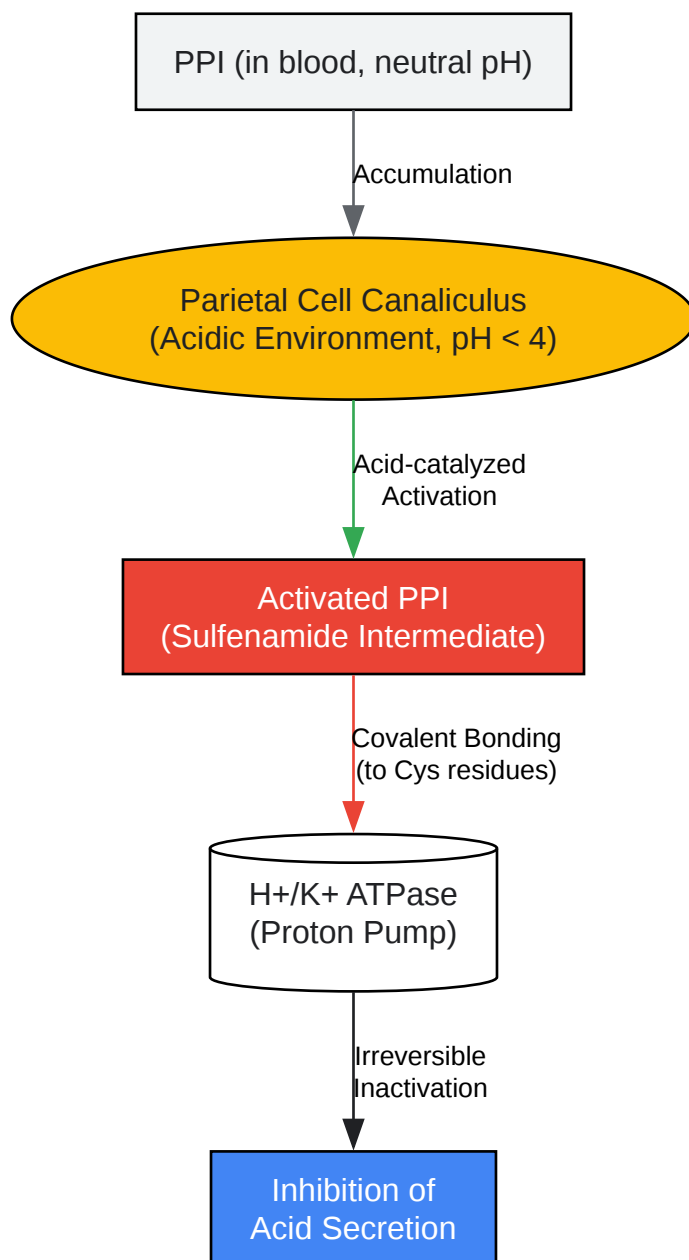 PPI (in blood, neutral pH)
Accumulation
Parietal Cell Canaliculus
(Acidic Environment, pH < 4)
Acid-catalyzed
Activation
Activated PPI
(Sulfenamide Intermediate)
Covalent Bonding
(to Cys residues)
H+/K+ ATPase
(Proton Pump)
Irreversible
Inactivation
Inhibition of
Acid Secretion